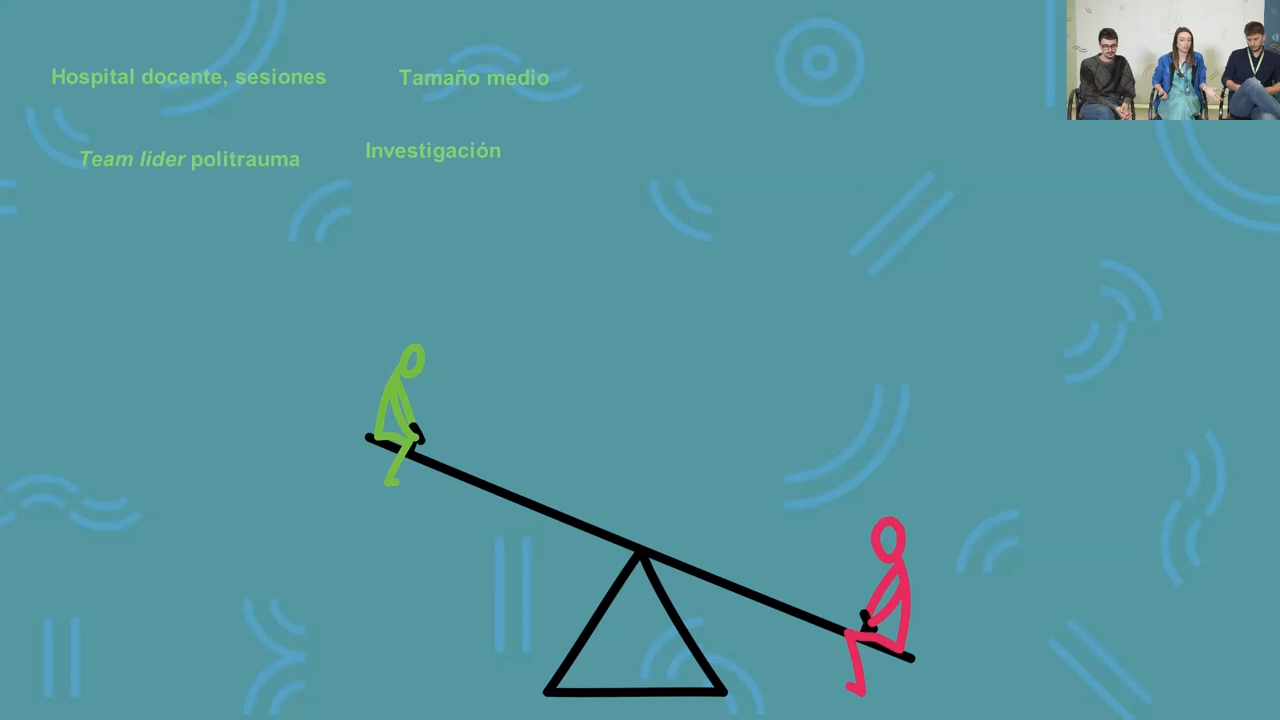 Hospital docente, sesiones
Tamaño medio
Team lider politrauma
Investigación